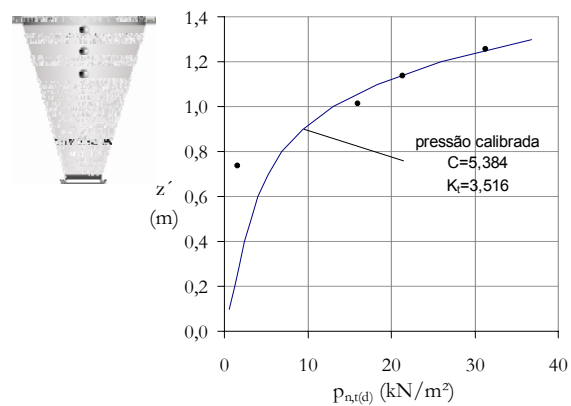 1,4
1,2
1,0
0,8
0,6
0,4
0,2
0,0
z´
(m)
pressão calibrada
C=5,384
Kt=3,516
0
10
20
30
40
pn,t(d) (kN/m²)